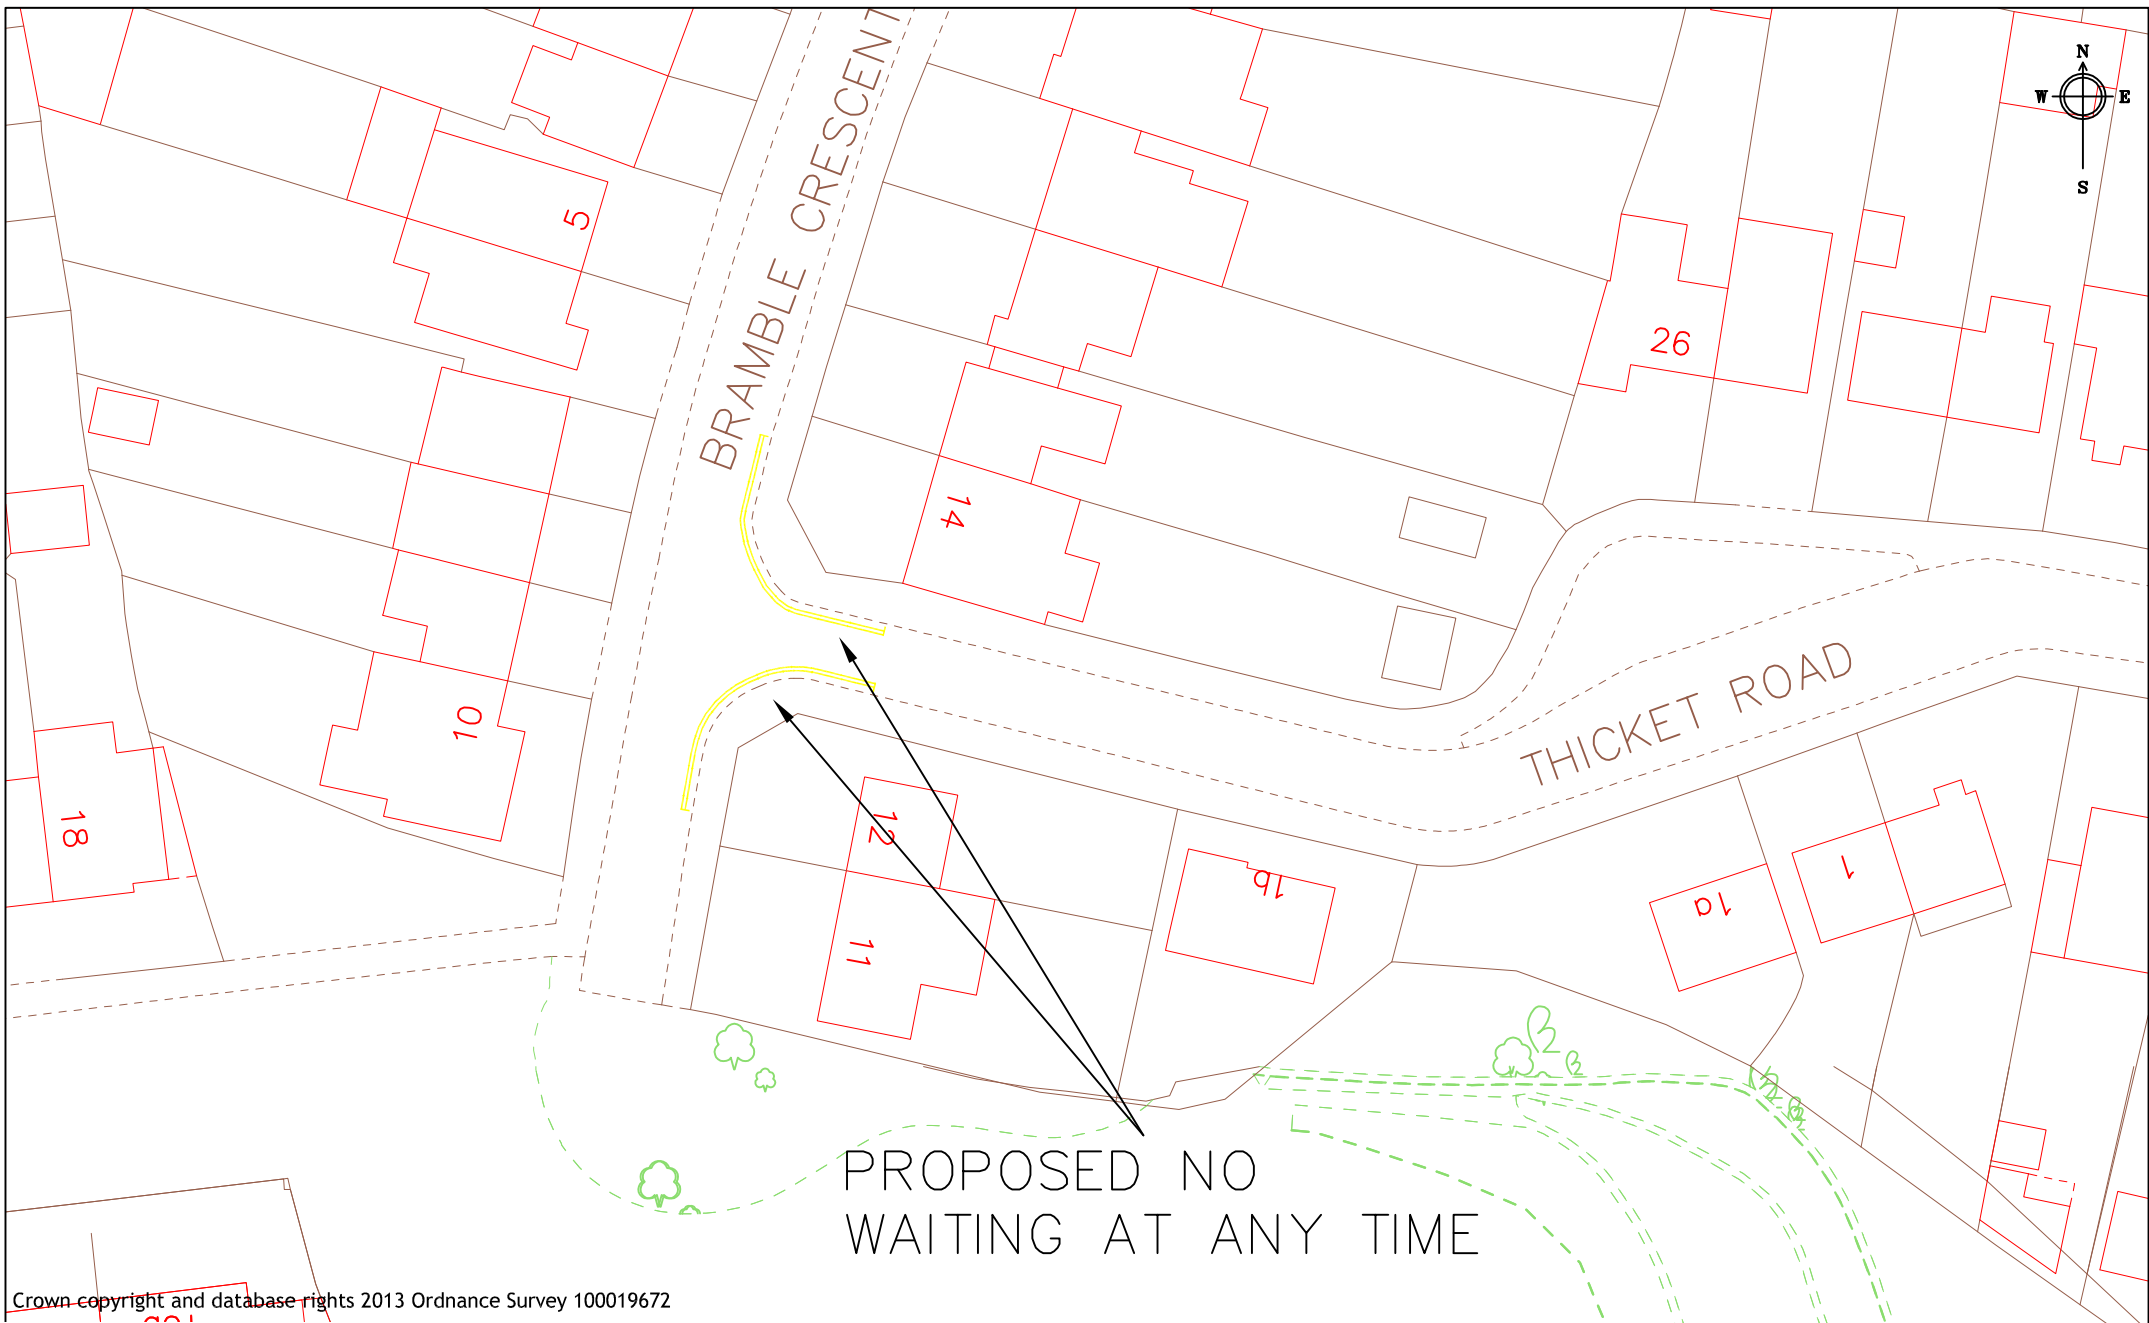 BRAMBLE CRESCENT
N
W E
S
5
26
14
10
THICKET ROAD
18
12
1b
1
1a
11
PROPOSED NO
WAITING AT ANY TIME
Crown copyright and database rights 2013 Ordnance Survey 100019672